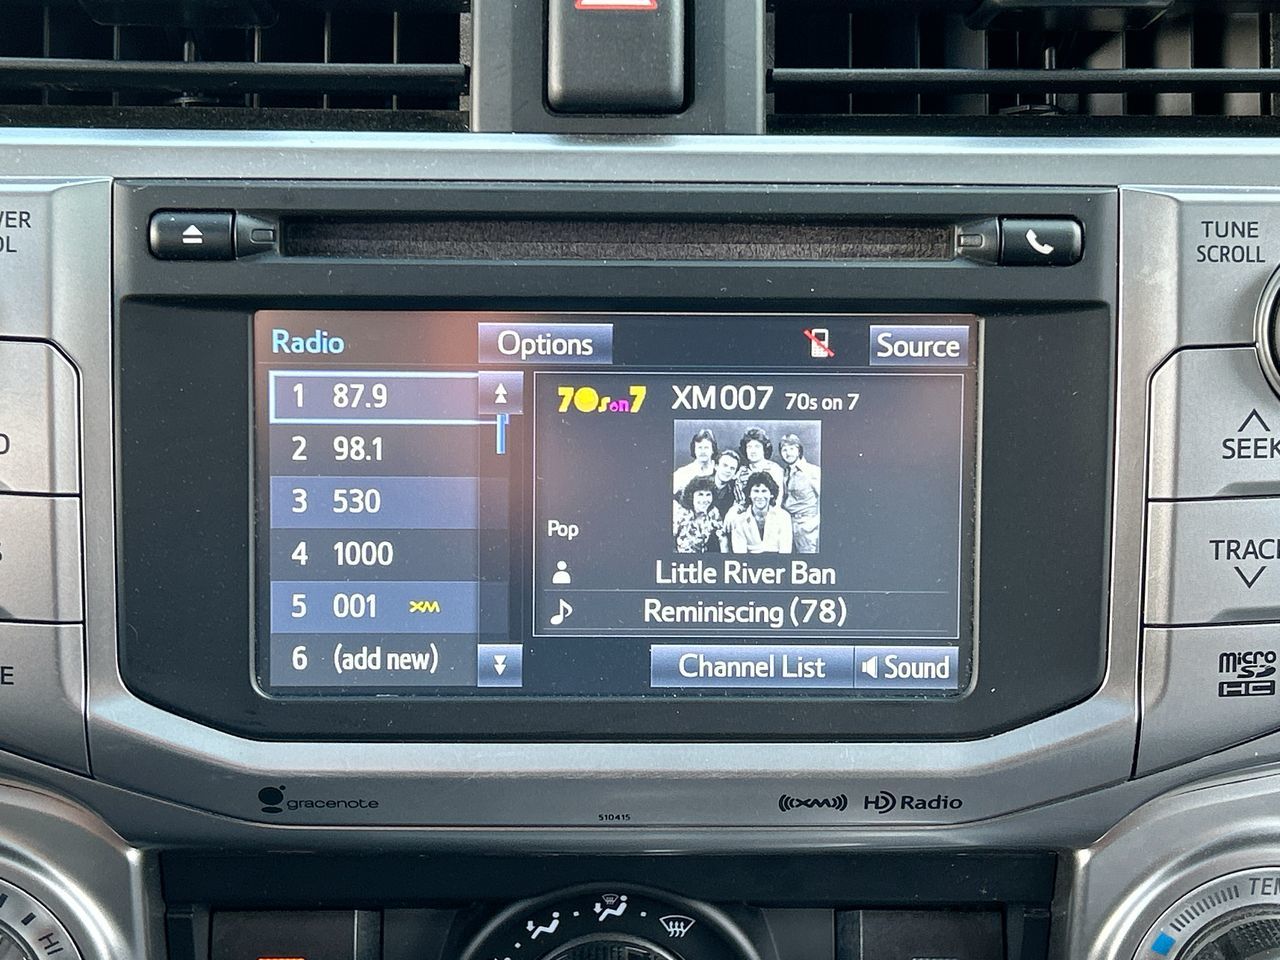 TUNE
SCROLL
Radio
Options
Source
1 87.9
2 98.1
3 530
4 1000
5 001 XM
6 (add new)
70s on 7 XM007 70s on 7
Pop
Little River Ban
Reminiscing (78)
Channel List
Sound
SEEK
TRACK
micro
SD
HC
gracenote
510415
((XM))
HD Radio
HI